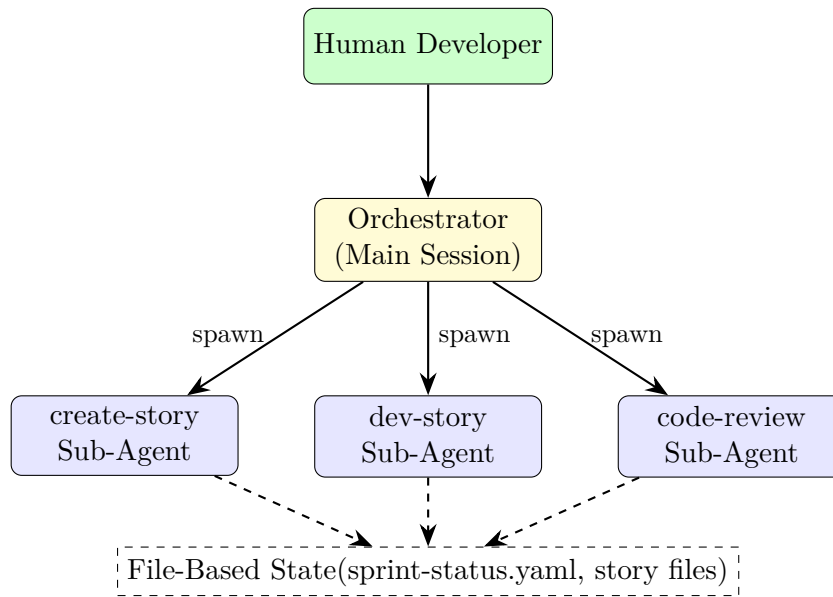 Human Developer
Orchestrator
(Main Session)
spawn
spawn
spawn
create-story
Sub-Agent
dev-story
Sub-Agent
code-review
Sub-Agent
File-Based State(sprint-status.yaml, story files)